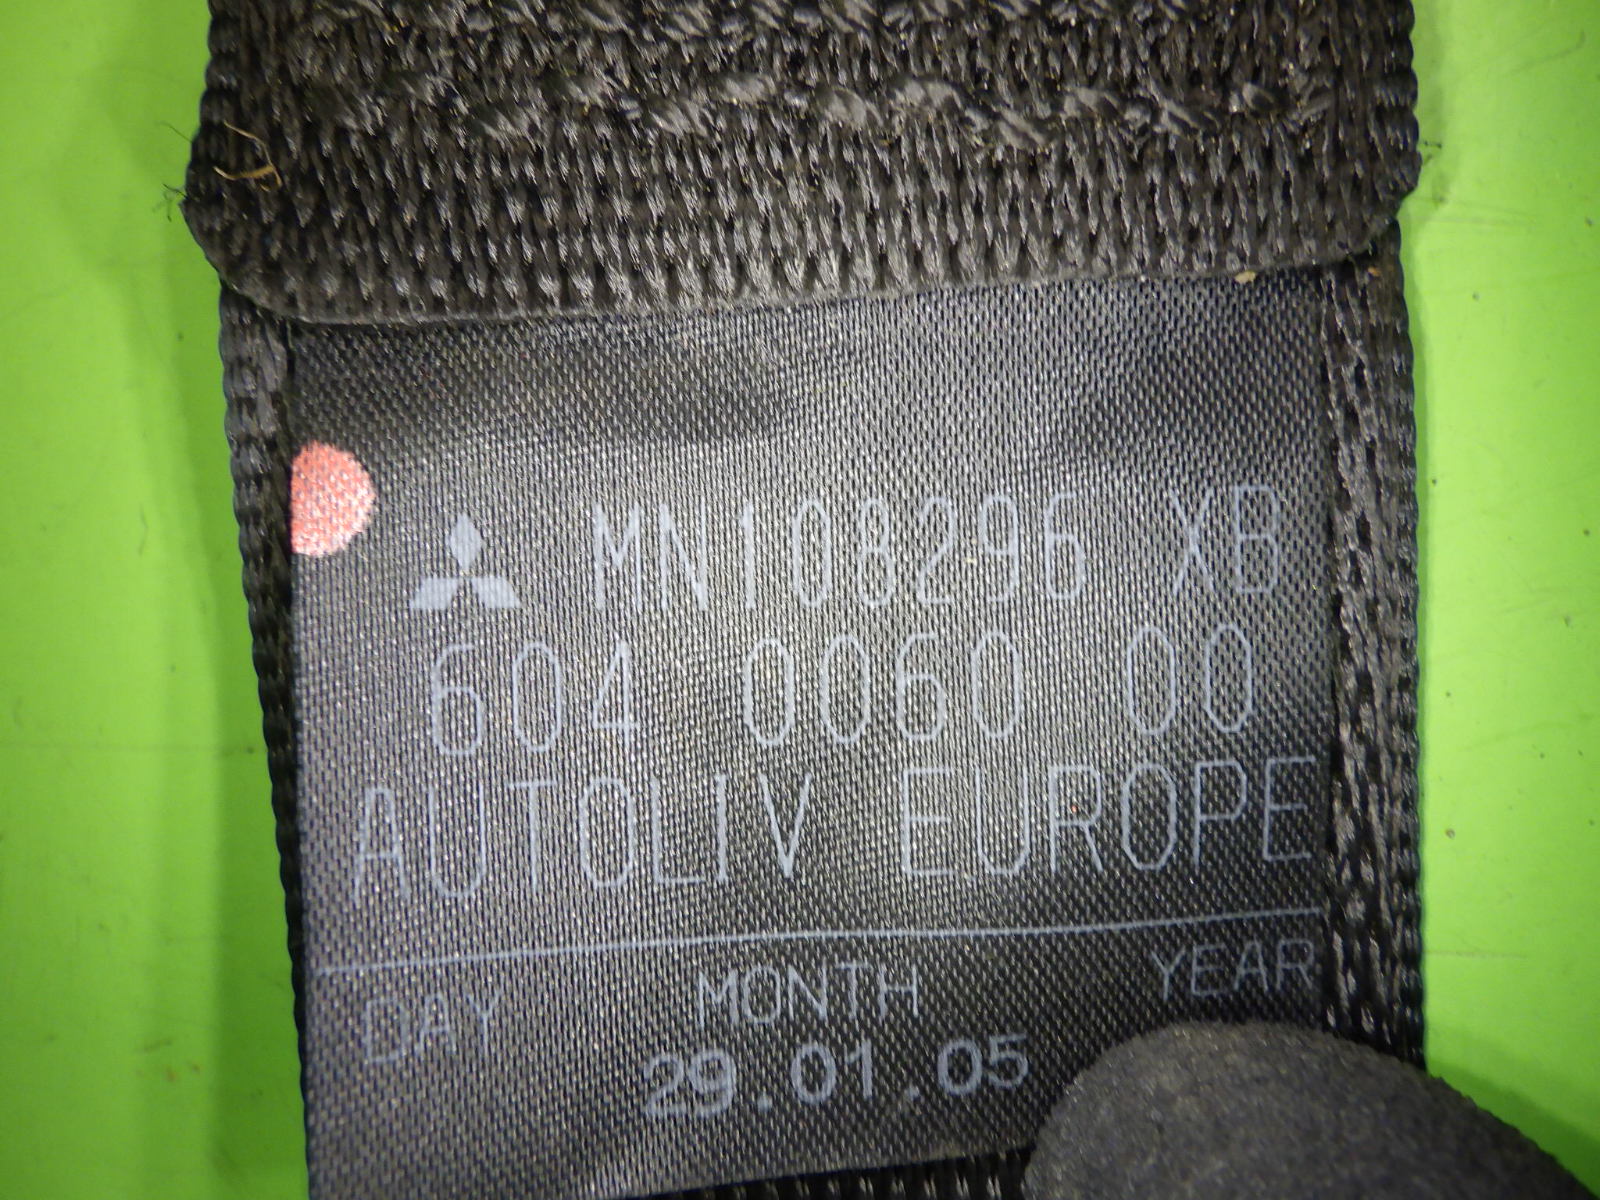 MN108296 XB
604 0060 00
AUTOLIV EUROPE
DAY MONTH YEAR
29.01.05